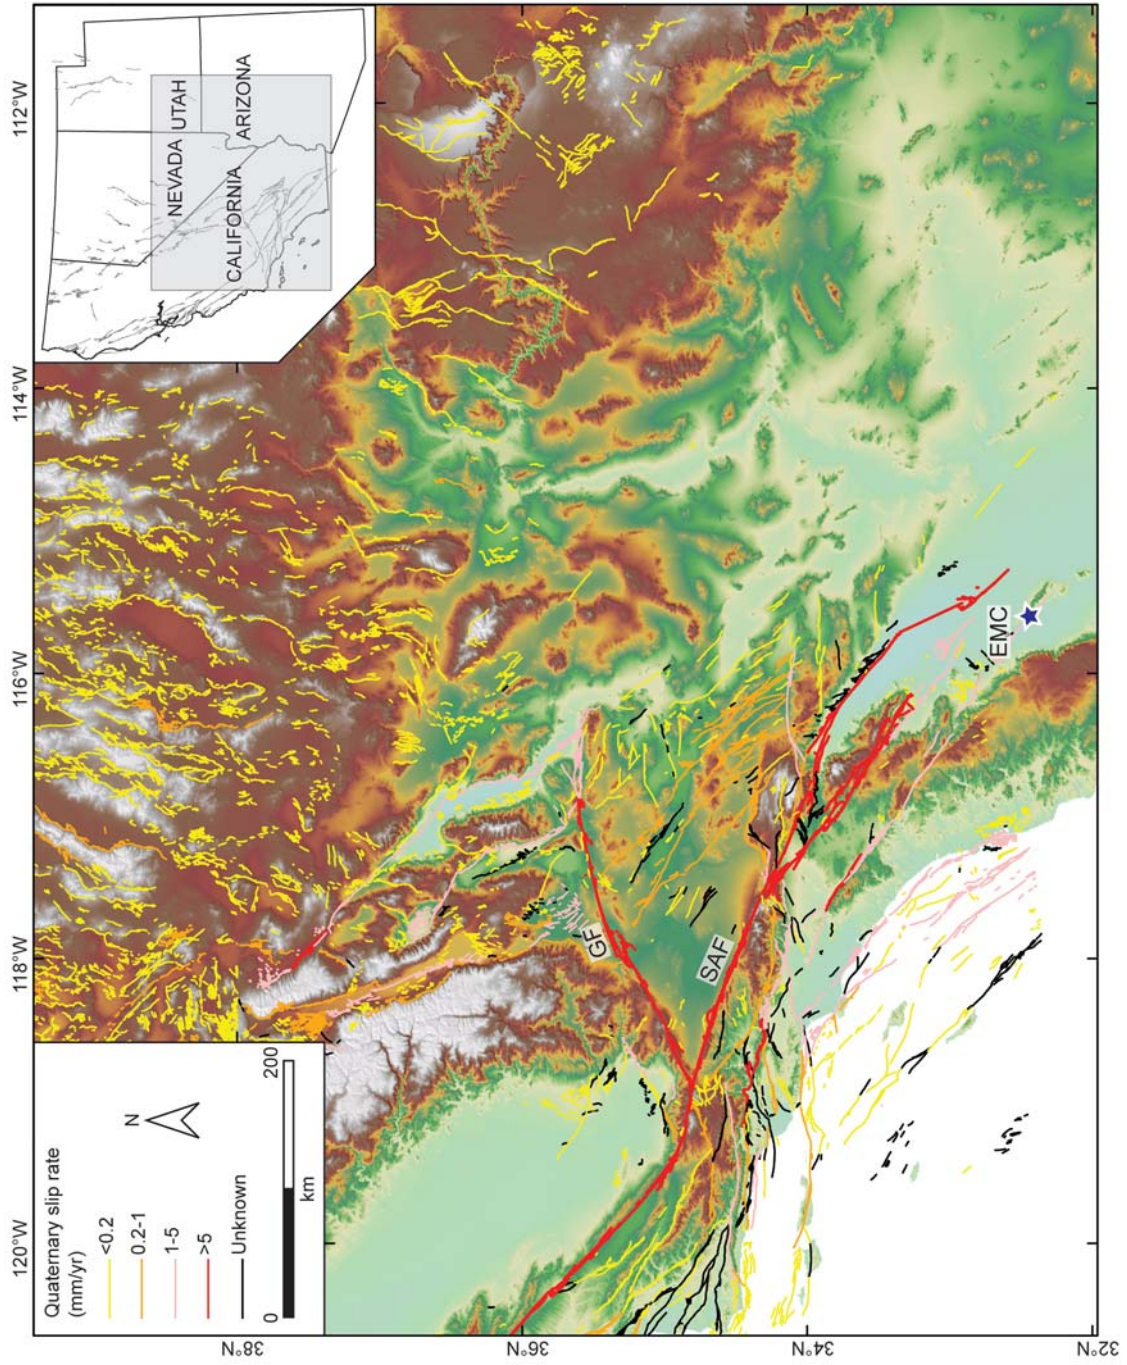 120°W
118°W
116°W
114°W
112°W
Quaternary slip rate
(mm/yr)
<0.2
0.2-1
1-5
>5
Unknown
N
0
200
km
NEVADA
UTAH
CALIFORNIA
ARIZONA
38°N
36°N
34°N
32°N
GF
SAF
EMC